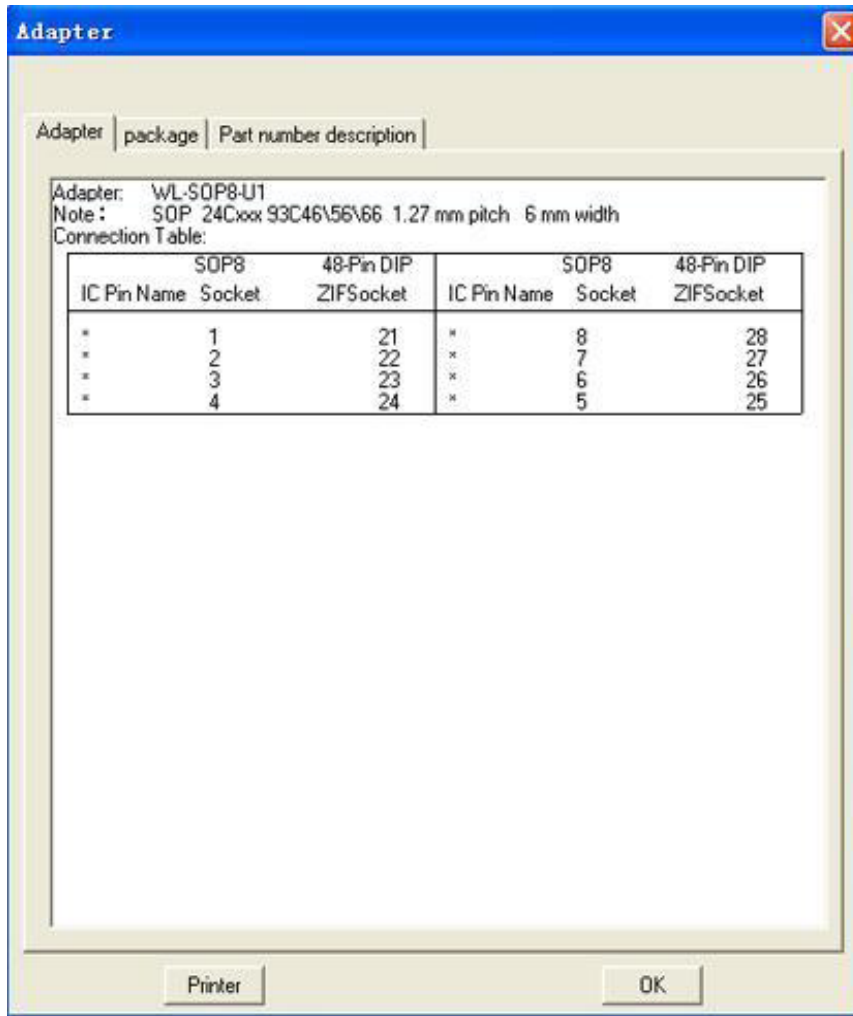 Adapter
Adapter package Part number description
Adapter: WL-SOP8-U1
Note: SOP 24Cxxx 93C46\56\66 1.27 mm pitch 6 mm width
Connection Table:
SOP8 48-Pin DIP SOP8 48-Pin DIP
IC Pin Name Socket ZIFSocket IC Pin Name Socket ZIFSocket
* 1 21 * 8 28
* 2 22 * 7 27
* 3 23 * 6 26
* 4 24 * 5 25
Printer OK